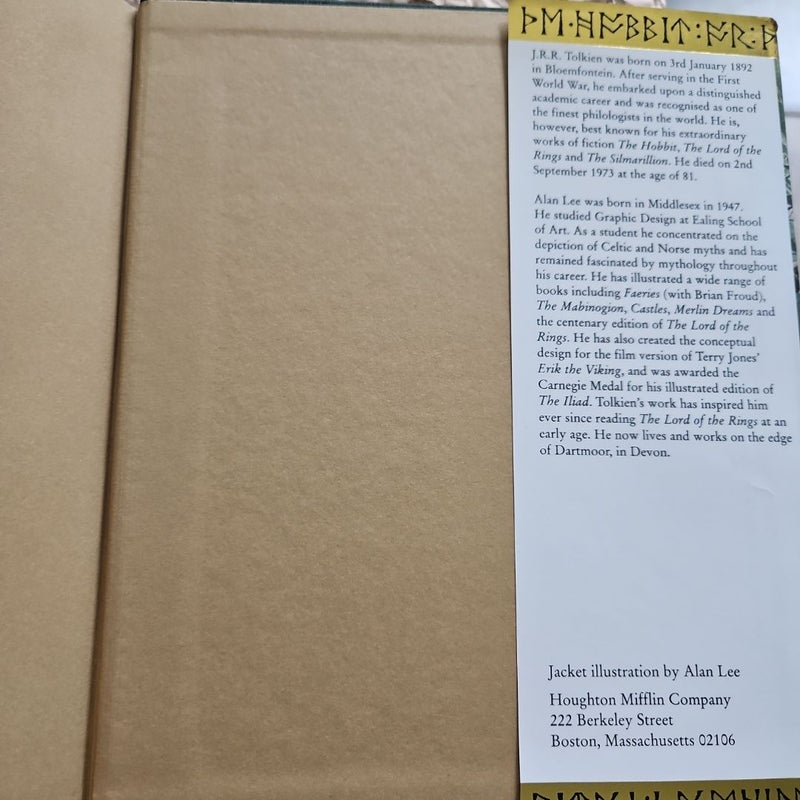 ᚦᛖ·ᚻᚩᛒᛒᛁᛏ:ᚩᚱ:ᚦ
J.R.R. Tolkien was born on 3rd January 1892
in Bloemfontein. After serving in the First
World War, he embarked upon a distinguished
academic career and was recognised as one of
the finest philologists in the world. He is,
however, best known for his extraordinary
works of fiction The Hobbit, The Lord of the
Rings and The Silmarillion. He died on 2nd
September 1973 at the age of 81.
Alan Lee was born in Middlesex in 1947.
He studied Graphic Design at Ealing School
of Art. As a student he concentrated on the
depiction of Celtic and Norse myths and has
remained fascinated by mythology throughout
his career. He has illustrated a wide range of
books including Faeries (with Brian Froud),
The Mabinogion, Castles, Merlin Dreams and
the centenary edition of The Lord of the
Rings. He has also created the conceptual
design for the film version of Terry Jones'
Erik the Viking, and was awarded the
Carnegie Medal for his illustrated edition of
The Iliad. Tolkien's work has inspired him
ever since reading The Lord of the Rings at an
early age. He now lives and works on the edge
of Dartmoor, in Devon.
Jacket illustration by Alan Lee
Houghton Mifflin Company
222 Berkeley Street
Boston, Massachusetts 02106